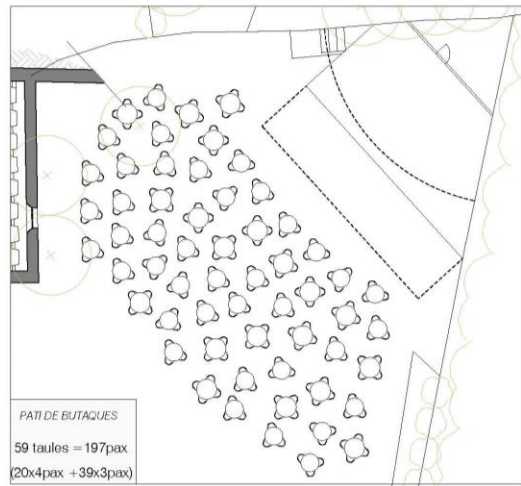 PATI DE BUTAQUES
59 taules = 197pax
(20x4pax + 39x3pax)